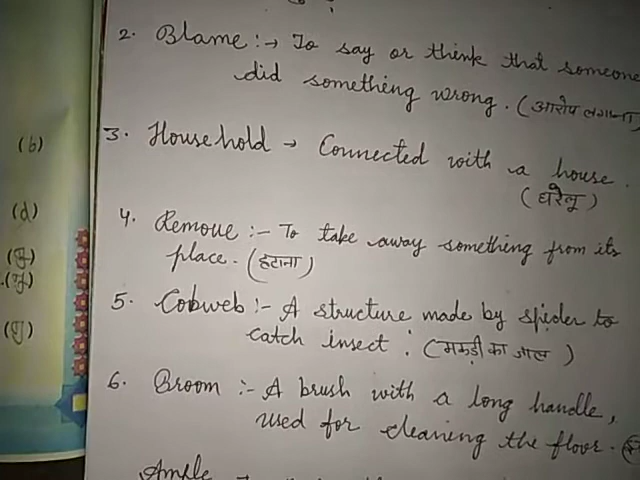 2. Blame :→ To say or think that someone
did something wrong. (आरोप लगाना)
3. Household → Connected with a house.
(घरेलू)
4. Remove :- To take away something from its
place. (हटाना)
5. Cobweb :- A structure made by spider to
catch insect : (मकड़ी का जाल)
6. Broom :- A brush with a long handle,
used for cleaning the floor.
Ample
(b)
(d)